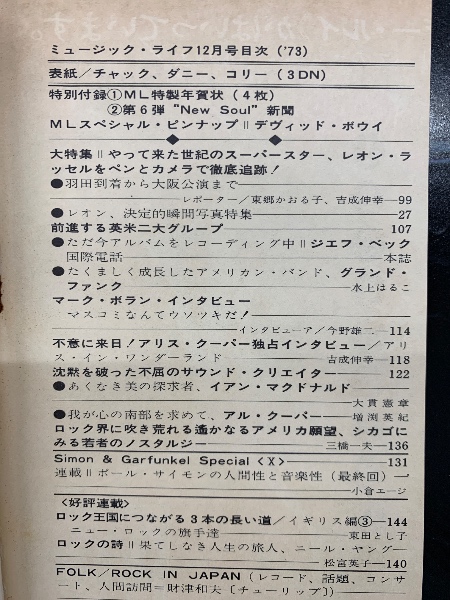 ミュージック・ライフ12月号目次('73)
表紙/チャック、ダニー、コリー(3DN)
特別付録①ML特製年賀状(4枚)
②第6弾“New Soul”新聞
MLスペシャル・ピンナップ=デヴィッド・ボウイ
大特集=やって来た世紀のスーパースター、レオン・ラ
ッセルをペンとカメラで徹底追跡!
●羽田到着から大阪公演まで
レポーター/東郷かおる子、吉成伸幸―99
●レオン、決定的瞬間写真特集―27
前進する英米二大グループ 107
●ただ今アルバムをレコーディング中=ジエフ・ベック
国際電話―本誌
●たくましく成長したアメリカン・バンド、グランド・
ファンク―水上はるこ
マーク・ボラン・インタビュー
マスコミなんてウソツキだ!
インタビューア/今野雄二―114
不意に来日!アリス・クーパー独占インタビュー/アリ
ス・イン・ワンダーランド 吉成伸幸―118
沈黙を破った不屈のサウンド・クリエイター 122
●あくなき美の探求者、イアン・マクドナルド
大貫憲章
●我が心の南部を求めて、アル・クーパー―増渕英紀
ロック界に吹き荒れる遥かなるアメリカ願望、シカゴに
みる若者のノスタルジー 三橋一夫―136
Simon & Garfunkel Special〈X〉 131
連載=ポール・サイモンの人間性と音楽性(最終回)―
小倉エージ
〈好評連載〉
ロック王国につながる3本の長い道/イギリス編③―144
ニュー・ロックの旗手達 東田とし子
ロックの詩=果てしなき人生の旅人、ニール・ヤング
松宮英子―140
FOLK/ROCK IN JAPAN(レコード、話題、コンサ
ート、人間訪問=財津和夫〔チューリップ〕)